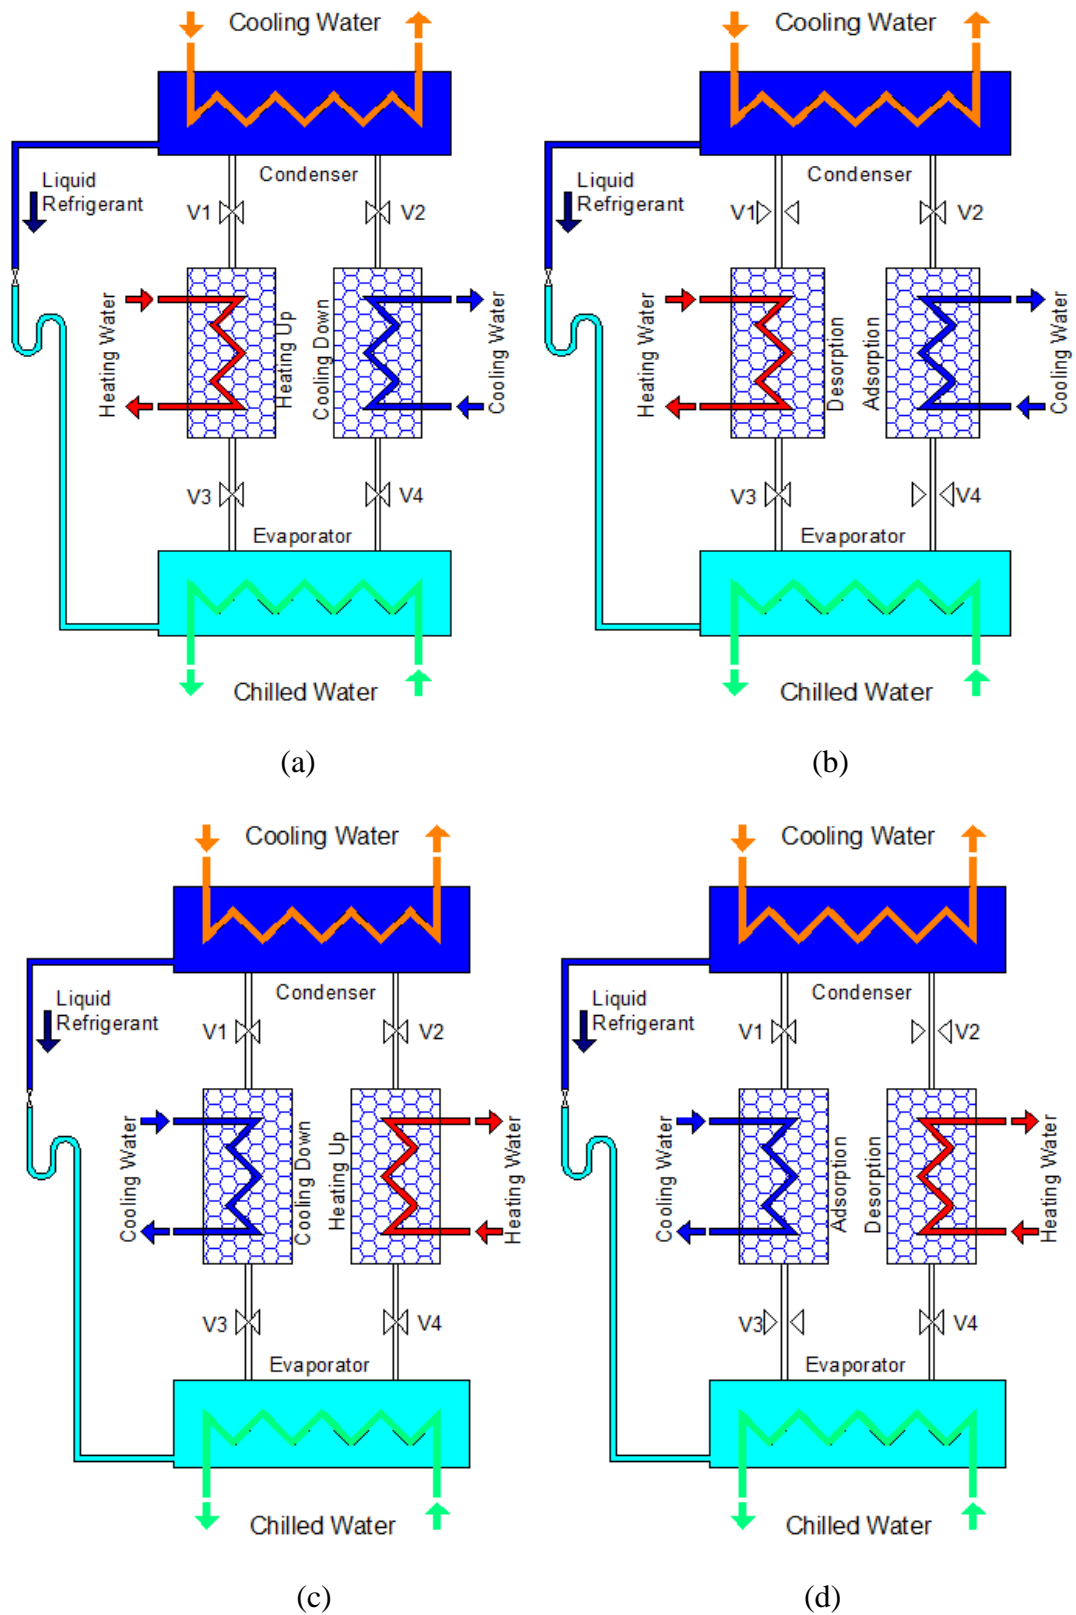 Cooling Water
Condenser
Liquid
Refrigerant
V1
V2
Heating Water
Heating Up
Cooling Down
Cooling Water
V3
V4
Evaporator
Chilled Water
(a)
Cooling Water
Condenser
Liquid
Refrigerant
V1
V2
Heating Water
Desorption
Adsorption
Cooling Water
V3
V4
Evaporator
Chilled Water
(b)
Cooling Water
Condenser
Liquid
Refrigerant
V1
V2
Cooling Water
Cooling Down
Heating Up
Heating Water
V3
V4
Evaporator
Chilled Water
(c)
Cooling Water
Condenser
Liquid
Refrigerant
V1
V2
Cooling Water
Adsorption
Desorption
Heating Water
V3
V4
Evaporator
Chilled Water
(d)